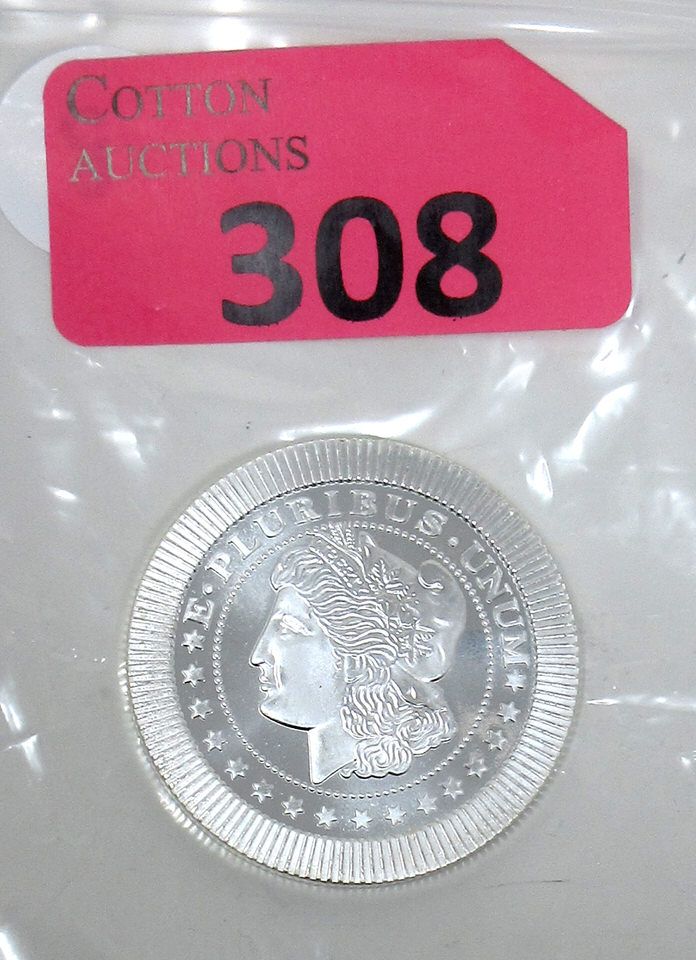 COTTON
AUCTIONS
308
E · PLURIBUS · UNUM